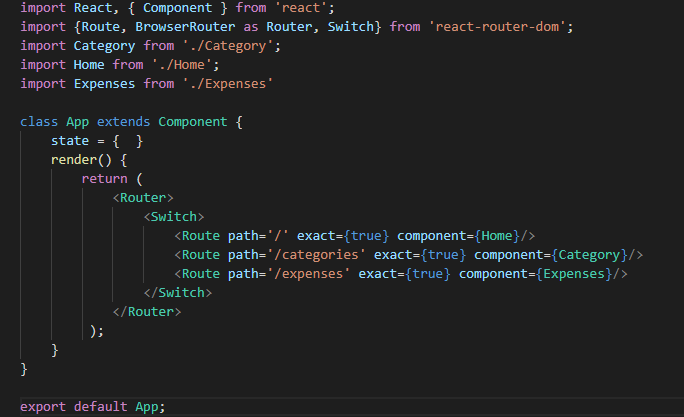 import React, { Component } from 'react';
import {Route, BrowserRouter as Router, Switch} from 'react-router-dom';
import Category from './Category';
import Home from './Home';
import Expenses from './Expenses'

class App extends Component {
    state = {  }
    render() {
        return (
            <Router>
                <Switch>
                    <Route path='/' exact={true} component={Home}/>
                    <Route path='/categories' exact={true} component={Category}/>
                    <Route path='/expenses' exact={true} component={Expenses}/>
                </Switch>
            </Router>
         );
    }
}

export default App;